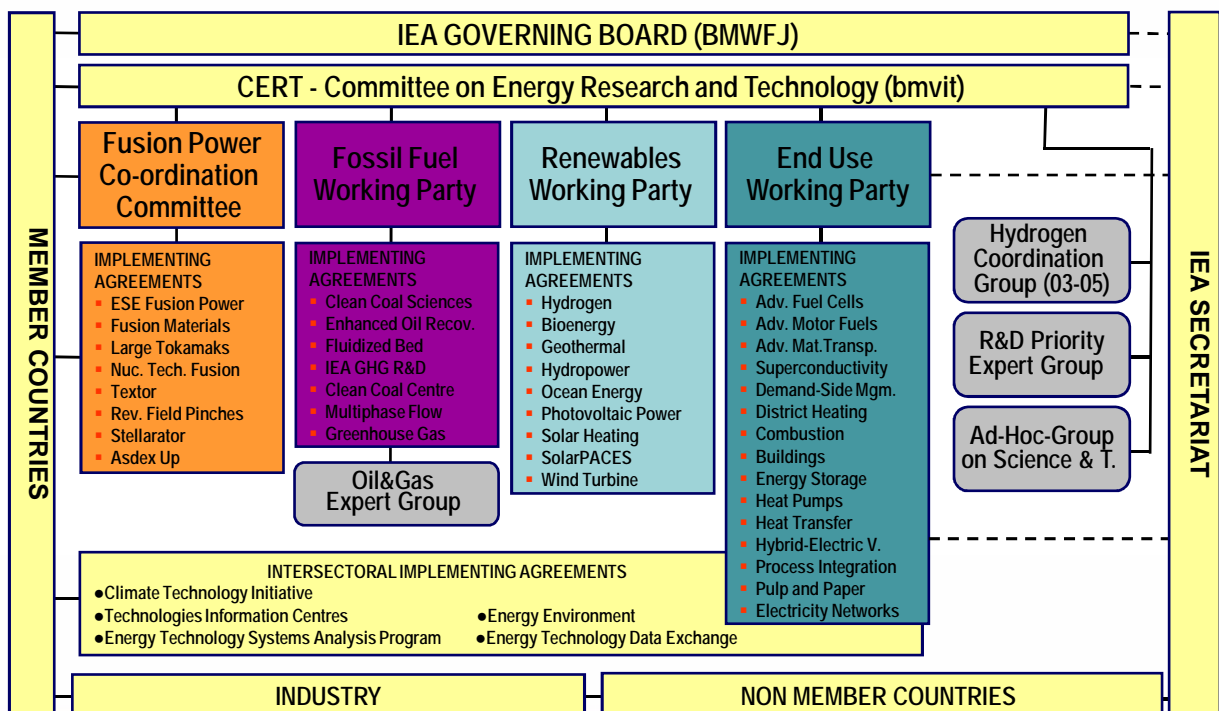 IEA GOVERNING BOARD (BMWFJ)
CERT - Committee on Energy Research and Technology (bmvit)
MEMBER COUNTRIES
IEA SECRETARIAT
Fusion Power
Co-ordination
Committee
Fossil Fuel
Working Party
Renewables
Working Party
End Use
Working Party
IMPLEMENTING
AGREEMENTS
▪ ESE Fusion Power
▪ Fusion Materials
▪ Large Tokamaks
▪ Nuc. Tech. Fusion
▪ Textor
▪ Rev. Field Pinches
▪ Stellarator
▪ Asdex Up
IMPLEMENTING
AGREEMENTS
▪ Clean Coal Sciences
▪ Enhanced Oil Recov.
▪ Fluidized Bed
▪ IEA GHG R&D
▪ Clean Coal Centre
▪ Multiphase Flow
▪ Greenhouse Gas
Oil&Gas
Expert Group
IMPLEMENTING
AGREEMENTS
▪ Hydrogen
▪ Bioenergy
▪ Geothermal
▪ Hydropower
▪ Ocean Energy
▪ Photovoltaic Power
▪ Solar Heating
▪ SolarPACES
▪ Wind Turbine
IMPLEMENTING
AGREEMENTS
▪ Adv. Fuel Cells
▪ Adv. Motor Fuels
▪ Adv. Mat.Transp.
▪ Superconductivity
▪ Demand-Side Mgm.
▪ District Heating
▪ Combustion
▪ Buildings
▪ Energy Storage
▪ Heat Pumps
▪ Heat Transfer
▪ Hybrid-Electric V.
▪ Process Integration
▪ Pulp and Paper
▪ Electricity Networks
Hydrogen
Coordination
Group (03-05)
R&D Priority
Expert Group
Ad-Hoc-Group
on Science & T.
INTERSECTORAL IMPLEMENTING AGREEMENTS
●Climate Technology Initiative
●Technologies Information Centres ●Energy Environment
●Energy Technology Systems Analysis Program ●Energy Technology Data Exchange
INDUSTRY
NON MEMBER COUNTRIES